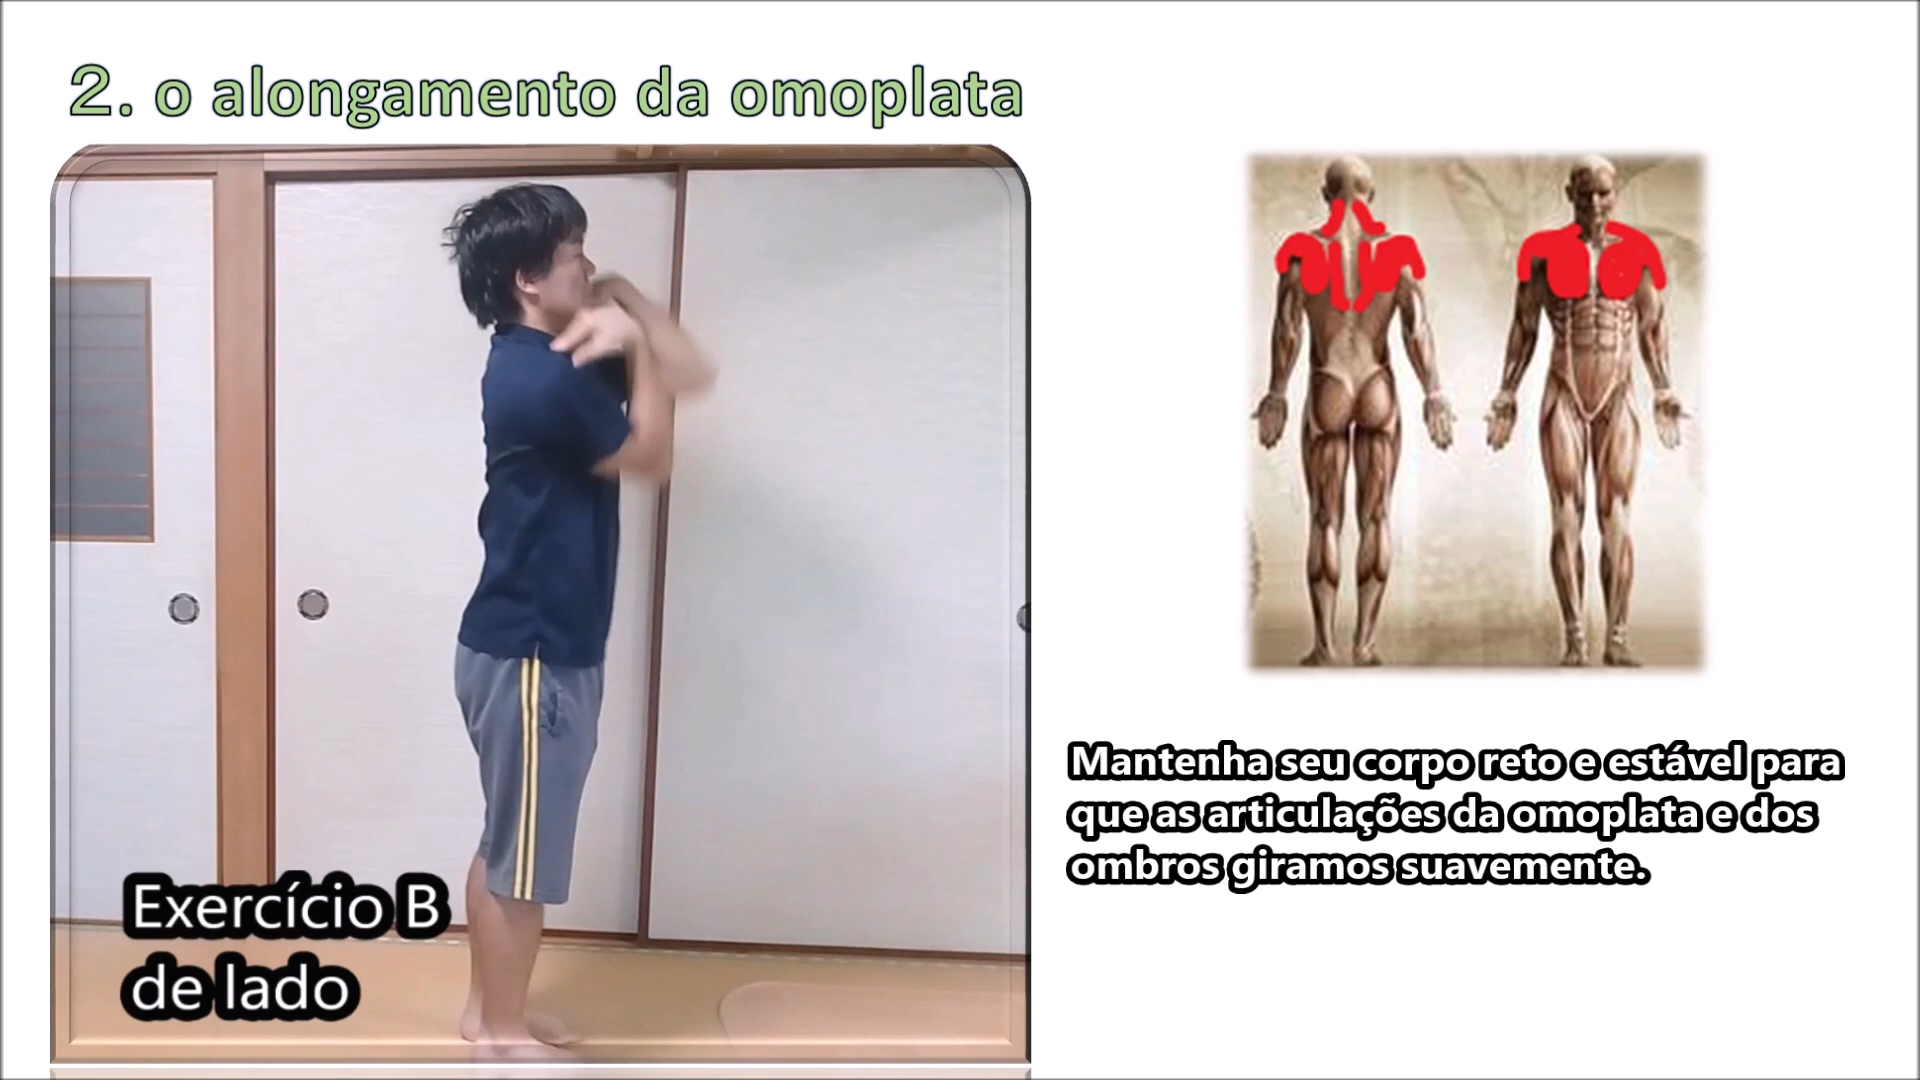 2. o alongamento da omoplata
Exercício B
de lado
Mantenha seu corpo reto e estável para
que as articulações da omoplata e dos
ombros giramos suavemente.